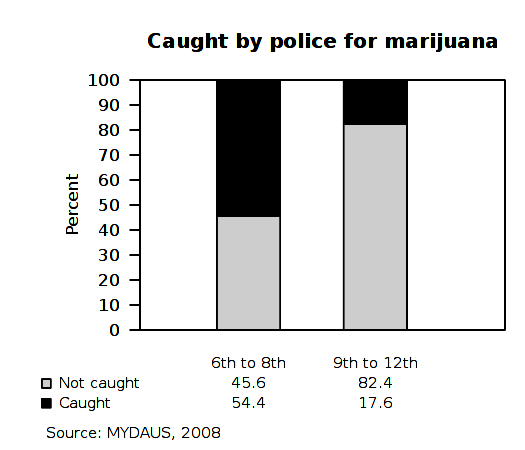 Caught by police for marijuana
Percent
100
90
80
70
60
50
40
30
20
10
0
6th to 8th 9th to 12th
Not caught 45.6 82.4
Caught 54.4 17.6
Source: MYDAUS, 2008